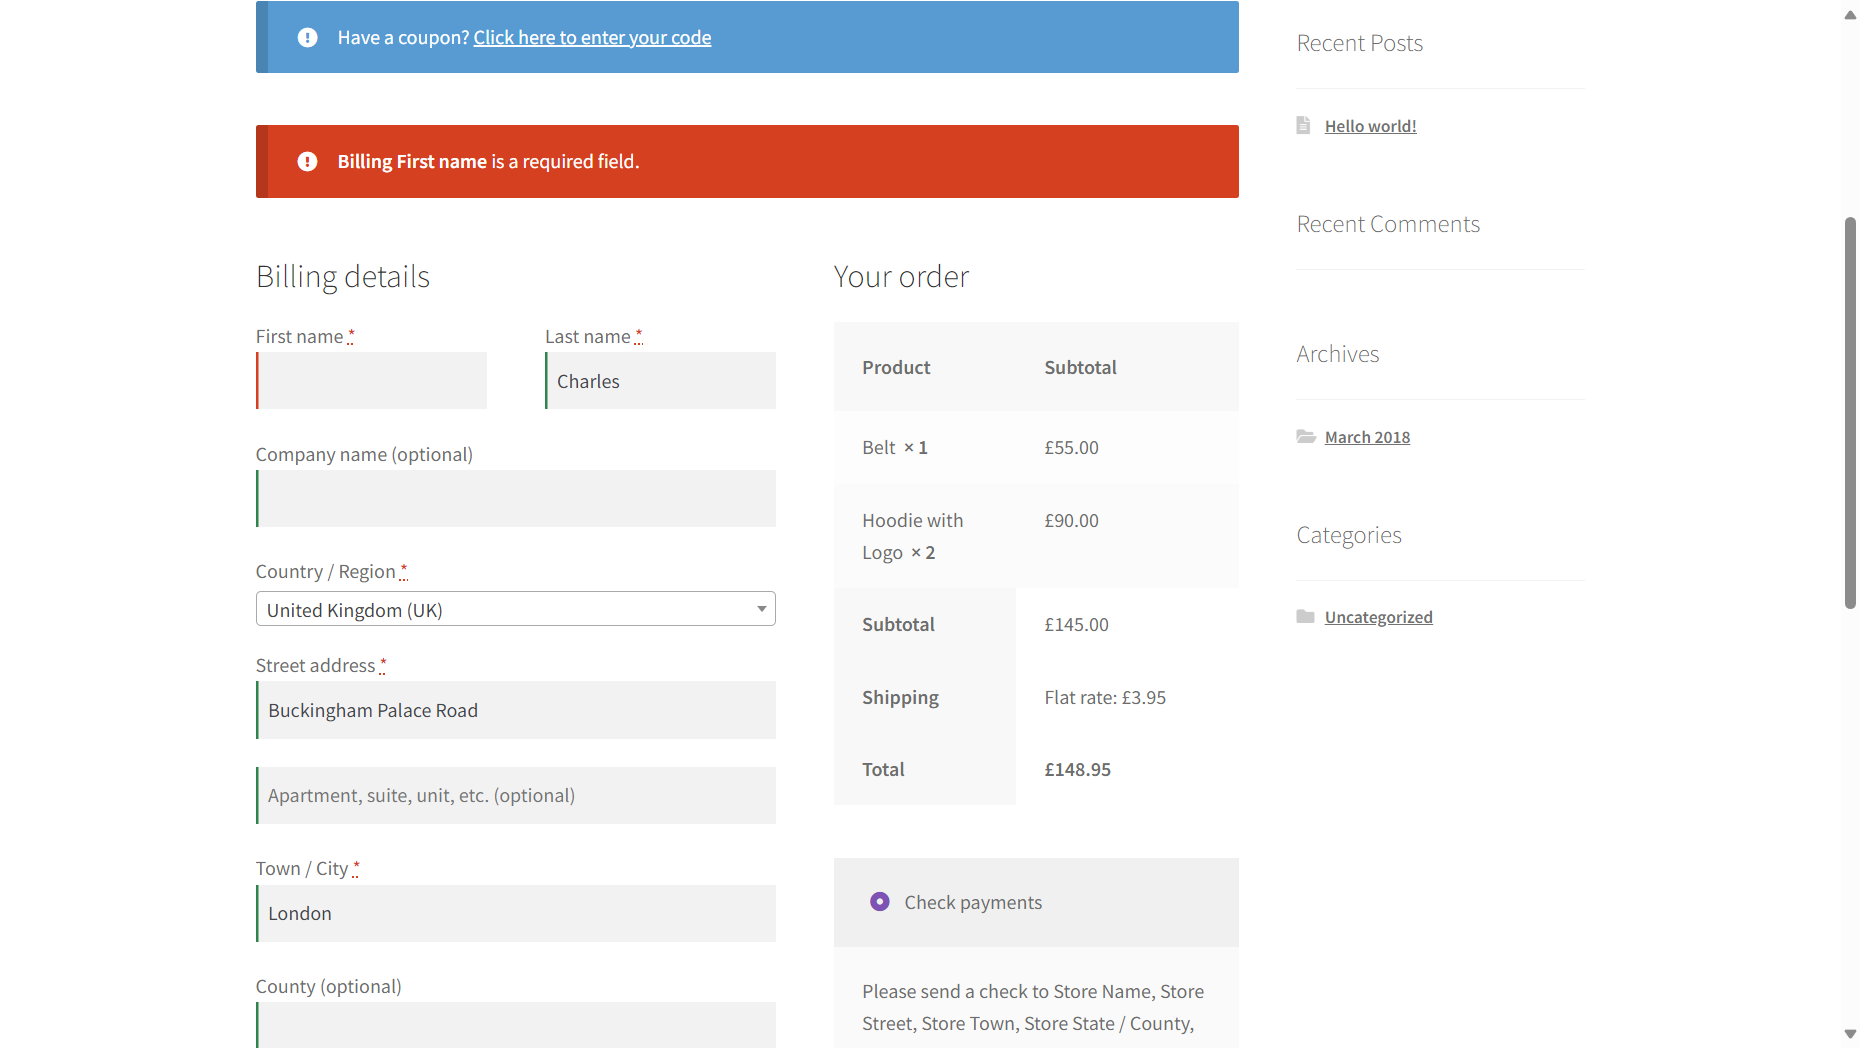 Have a coupon? Click here to enter your code
Billing First name is a required field.
Billing details
First name *
Last name *
Charles
Company name (optional)
Country / Region *
United Kingdom (UK)
Street address *
Buckingham Palace Road
Apartment, suite, unit, etc. (optional)
Town / City *
London
County (optional)
Your order
Product Subtotal
Belt × 1 £55.00
Hoodie with £90.00
Logo × 2
Subtotal £145.00
Shipping Flat rate: £3.95
Total £148.95
Check payments
Please send a check to Store Name, Store
Street, Store Town, Store State / County,
Recent Posts
Hello world!
Recent Comments
Archives
March 2018
Categories
Uncategorized